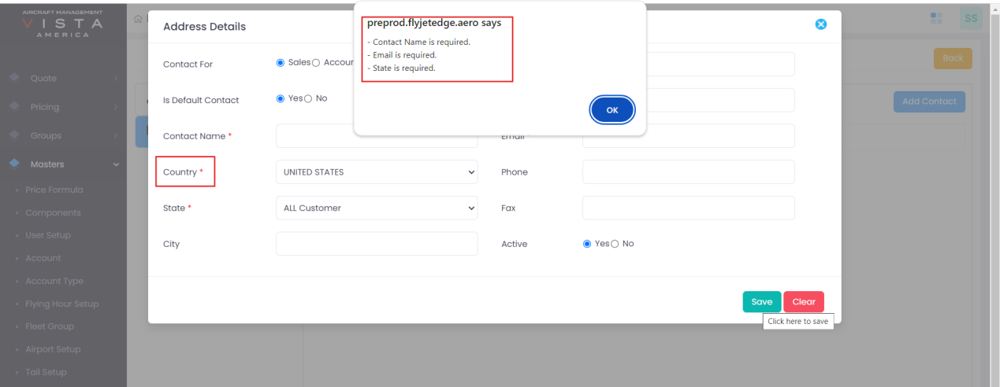 AIRCRAFT MANAGEMENT
VISTA
AMERICA
SS
Address Details
preprod.flyjetedge.aero says
- Contact Name is required.
- Email is required.
- State is required.
OK
Back
Add Contact
Quote
Pricing
Groups
Masters
Price Formula
Components
User Setup
Account
Account Type
Flying Hour Setup
Fleet Group
Airport Setup
Tail Setup
Contact For
Sales
Is Default Contact
Yes No
Contact Name *
Email
Country *
UNITED STATES
Phone
State *
ALL Customer
Fax
City
Active
Yes No
Save
Clear
Click here to save